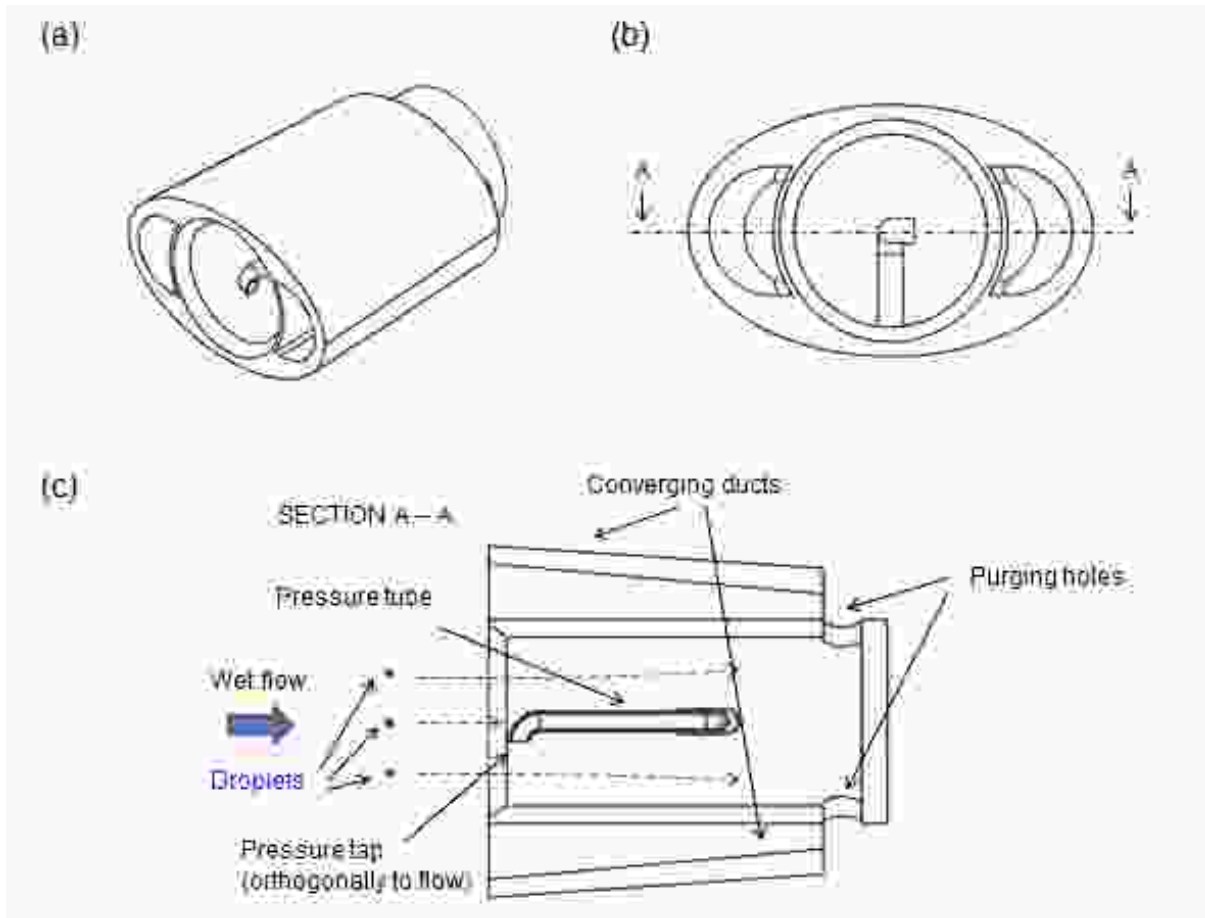 (a)
(b)
A
A
(c)
Converging ducts
SECTION A – A
Purging holes
Pressure tube
Wet flow
Droplets
Pressure tap
(orthogonally to flow)